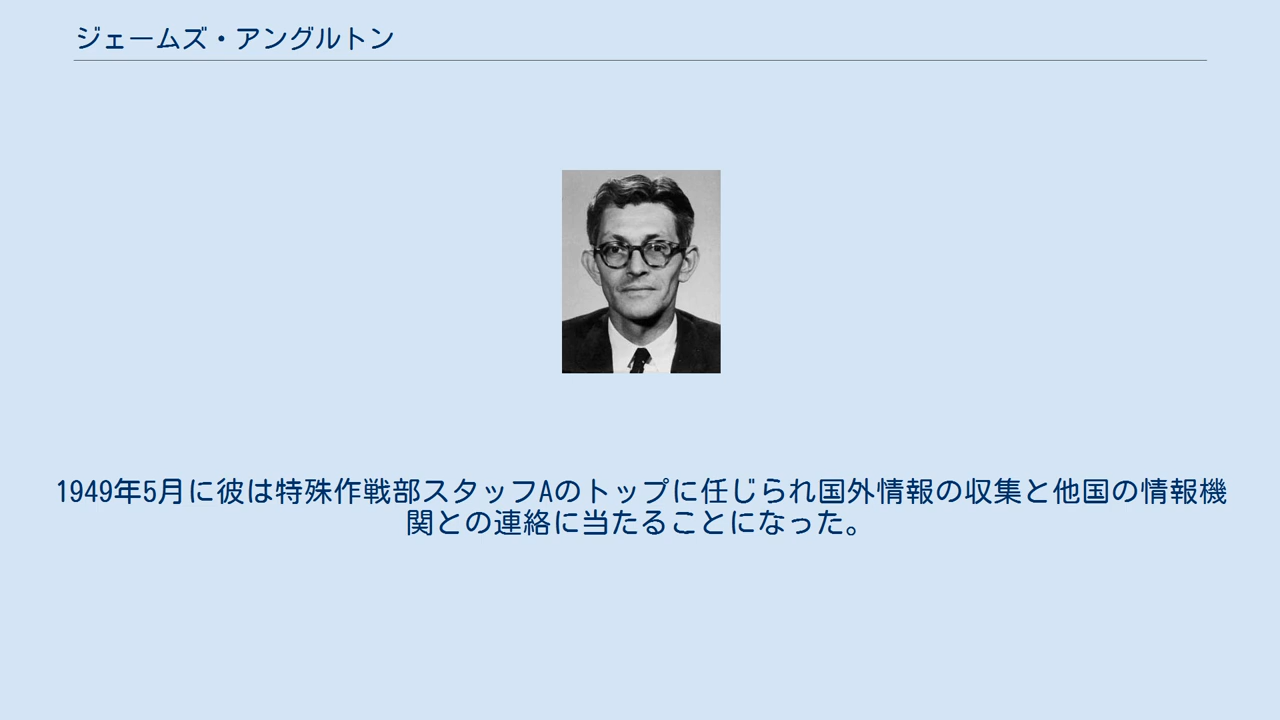 ジェームズ・アングルトン
1949年5月に彼は特殊作戦部スタッフAのトップに任じられ国外情報の収集と他国の情報機
関との連絡に当たることになった。